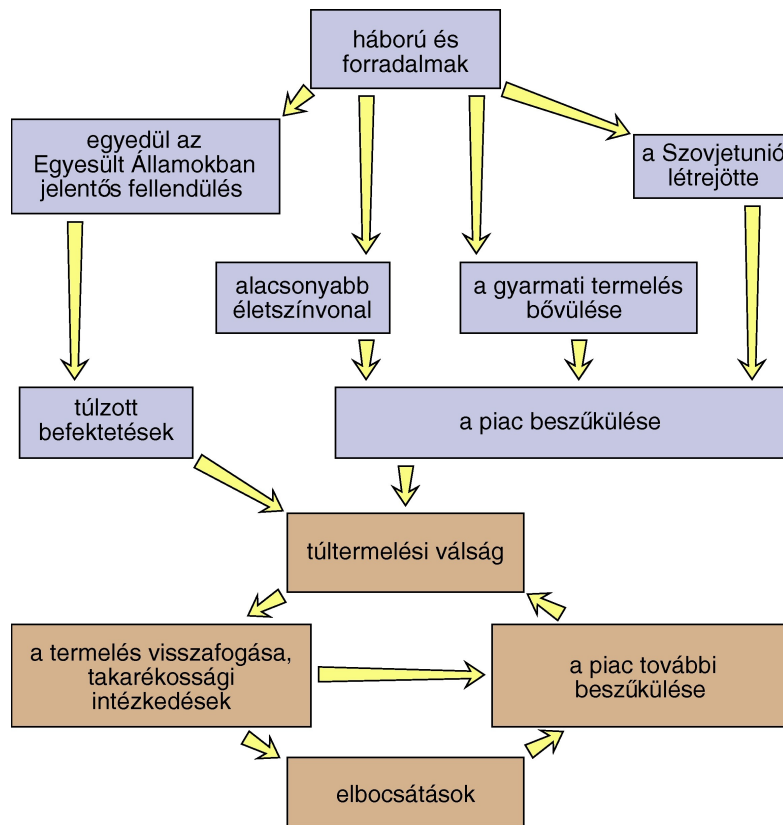 háború és
forradalmak
egyedül az
Egyesült Államokban
jelentős fellendülés
a Szovjetunió
létrejötte
alacsonyabb
életszínvonal
a gyarmati termelés
bővülése
túlzott
befektetések
a piac beszűkülése
túltermelési válság
a termelés visszafogása,
takarékossági
intézkedések
a piac további
beszűkülése
elbocsátások